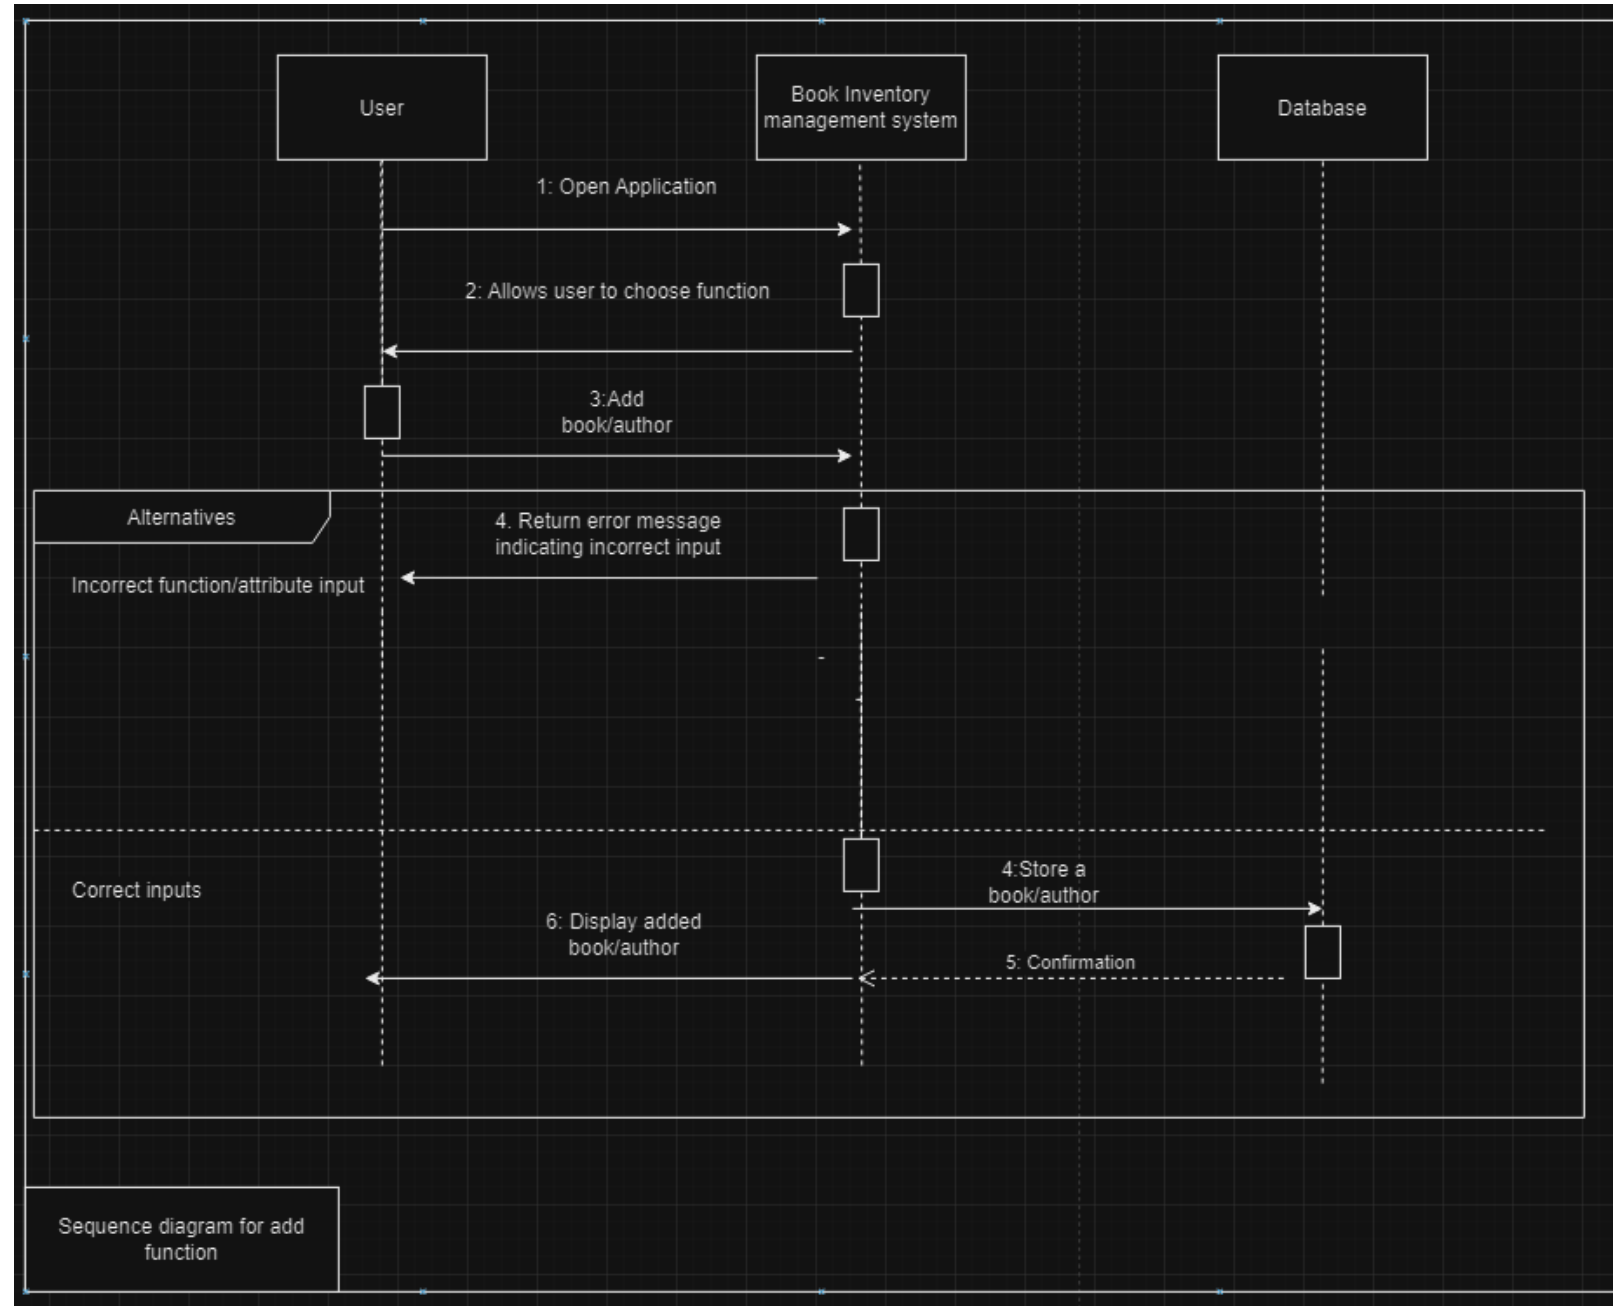 User
Book Inventory
management system
Database
1: Open Application
2: Allows user to choose function
3:Add
book/author
Alternatives
4. Return error message
indicating incorrect input
Incorrect function/attribute input
4:Store a
book/author
Correct inputs
6: Display added
book/author
5: Confirmation
Sequence diagram for add
function